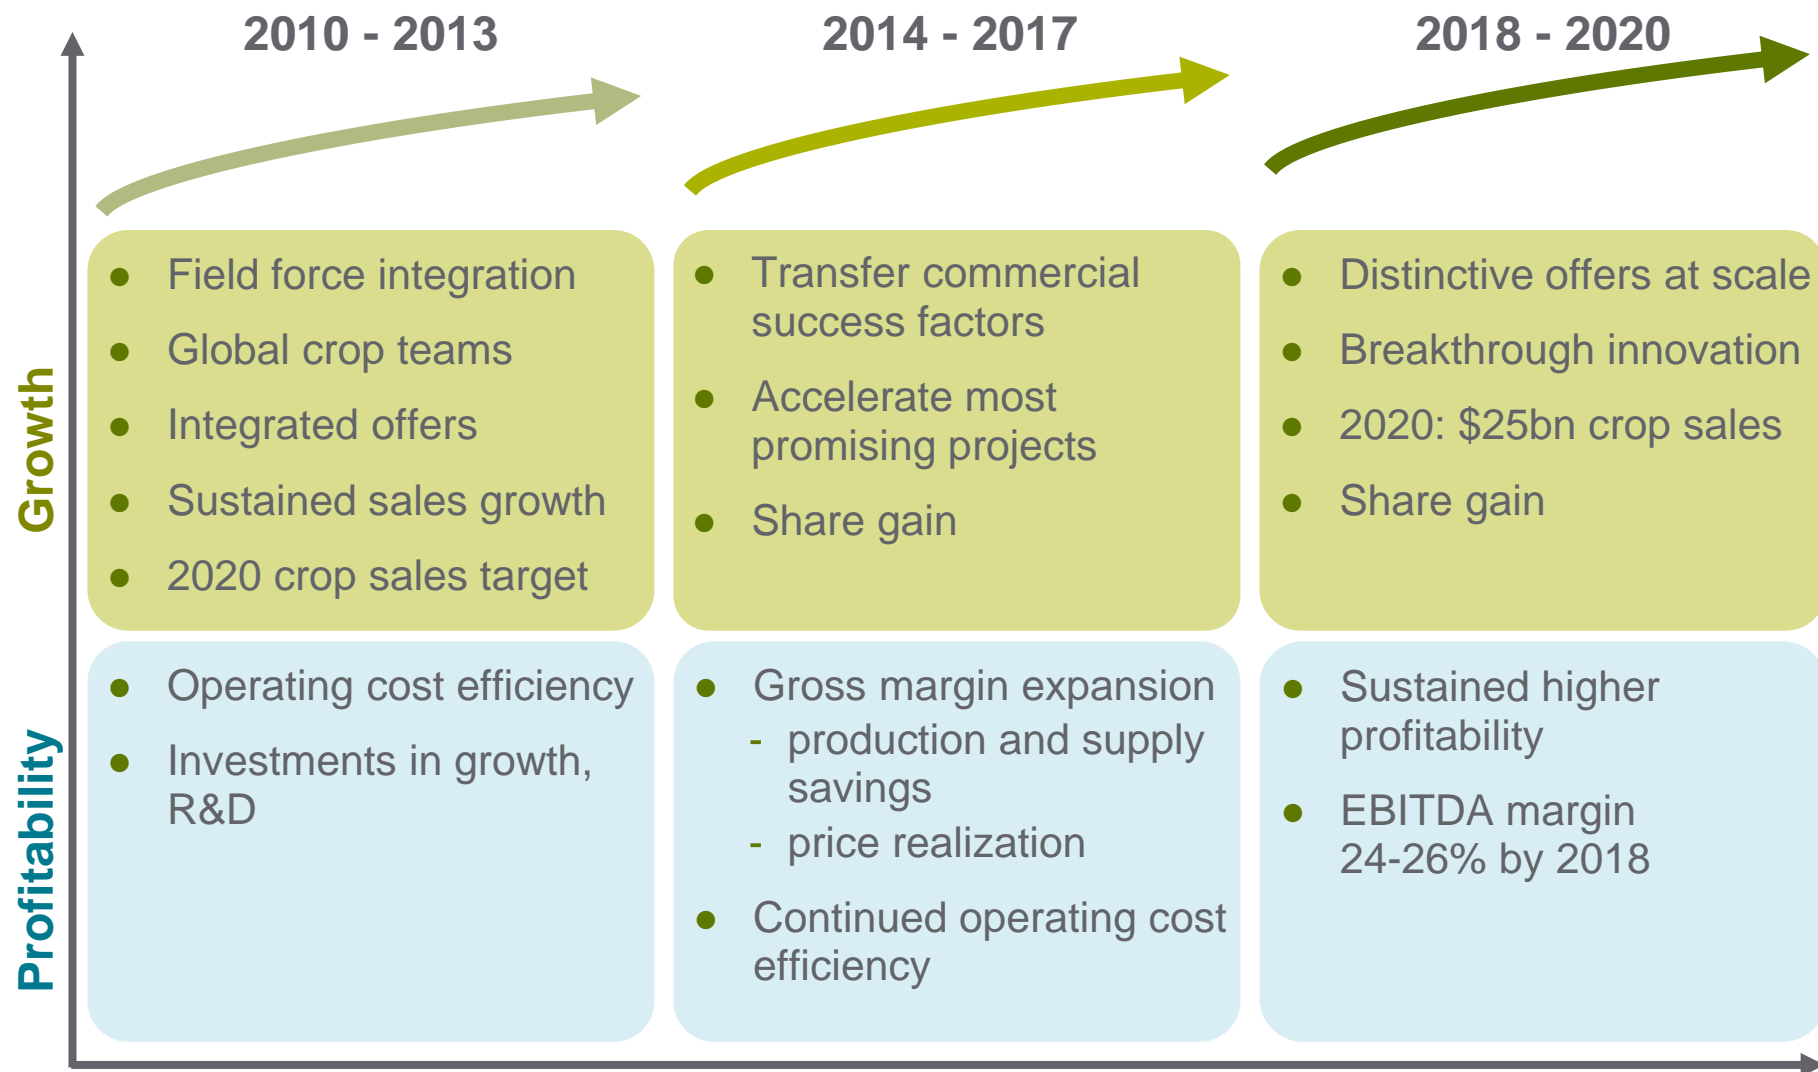 2010 - 2013
2014 - 2017
2018 - 2020
Growth
● Field force integration
● Global crop teams
● Integrated offers
● Sustained sales growth
● 2020 crop sales target
● Transfer commercial
success factors
● Accelerate most
promising projects
● Share gain
● Distinctive offers at scale
● Breakthrough innovation
● 2020: $25bn crop sales
● Share gain
Profitability
● Operating cost efficiency
● Investments in growth,
R&D
● Gross margin expansion
- production and supply
savings
- price realization
● Continued operating cost
efficiency
● Sustained higher
profitability
● EBITDA margin
24-26% by 2018